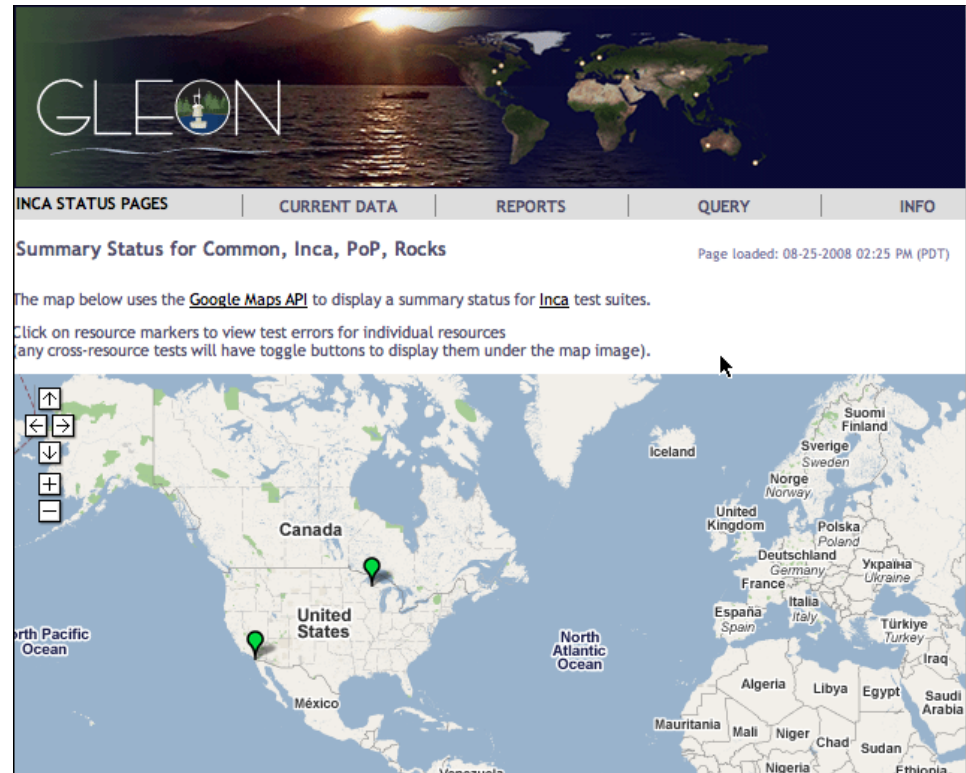 GLEON
INCA STATUS PAGES
CURRENT DATA
REPORTS
QUERY
INFO
Summary Status for Common, Inca, PoP, Rocks
Page loaded: 08-25-2008 02:25 PM (PDT)
The map below uses the Google Maps API to display a summary status for Inca test suites.
Click on resource markers to view test errors for individual resources
(any cross-resource tests will have toggle buttons to display them under the map image).
Suomi
Finland
Iceland
Sverige
Sweden
Norge
Norway
United
Kingdom
Canada
Polska
Poland
Deutschland
Germany
Україна
Ukraine
France
Italia
Italy
España
Spain
United
States
Türkiye
Turkey
rth Pacific
Ocean
North
Atlantic
Ocean
Iraq
Algeria
Libya
Egypt
Saudi
Arabia
México
Mauritania
Mali
Niger
Chad
Sudan
Nigeria
Ethiopia
Venezuela